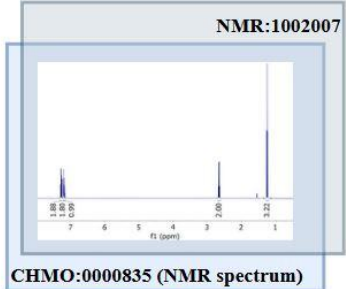 NMR:1002007
1.88
1.80
0.99
2.00
3.22
7 6 5 4 3 2 1
f1 (ppm)
CHMO:0000835 (NMR spectrum)